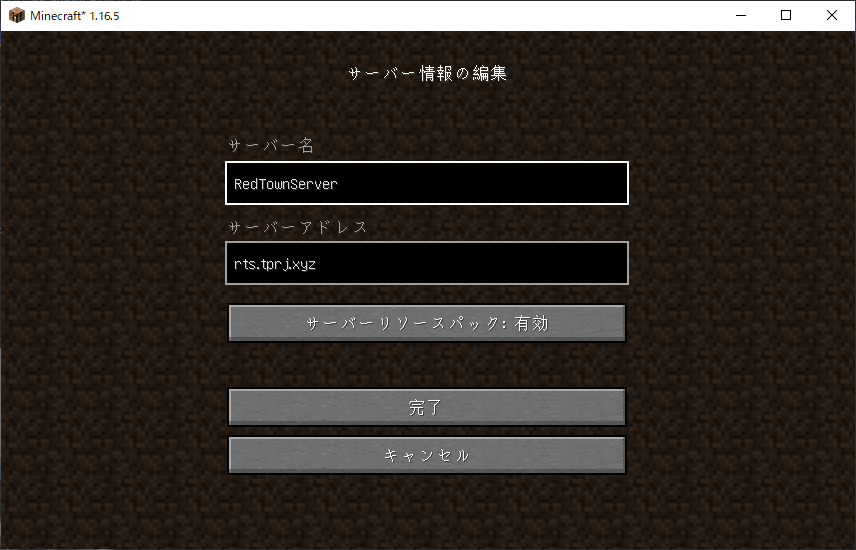 Minecraft* 1.16.5
サーバー情報の編集
サーバー名
RedTownServer
サーバーアドレス
rts.tprj.xyz
サーバーリソースパック: 有効
完了
キャンセル